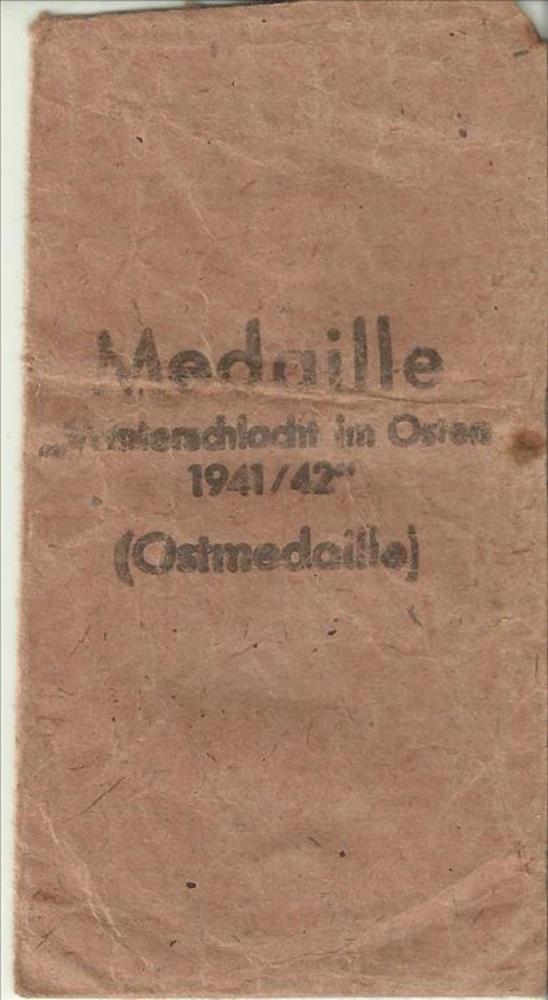 Medaille
„Winterschlacht im Osten
1941/42“
(Ostmedaille)